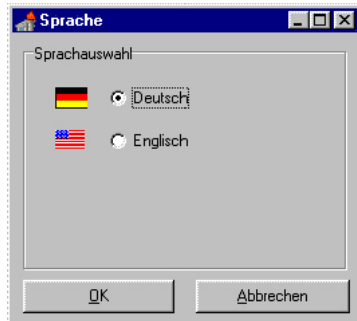 Sprache
Sprachauswahl
Deutsch
Englisch
OK
Abbrechen